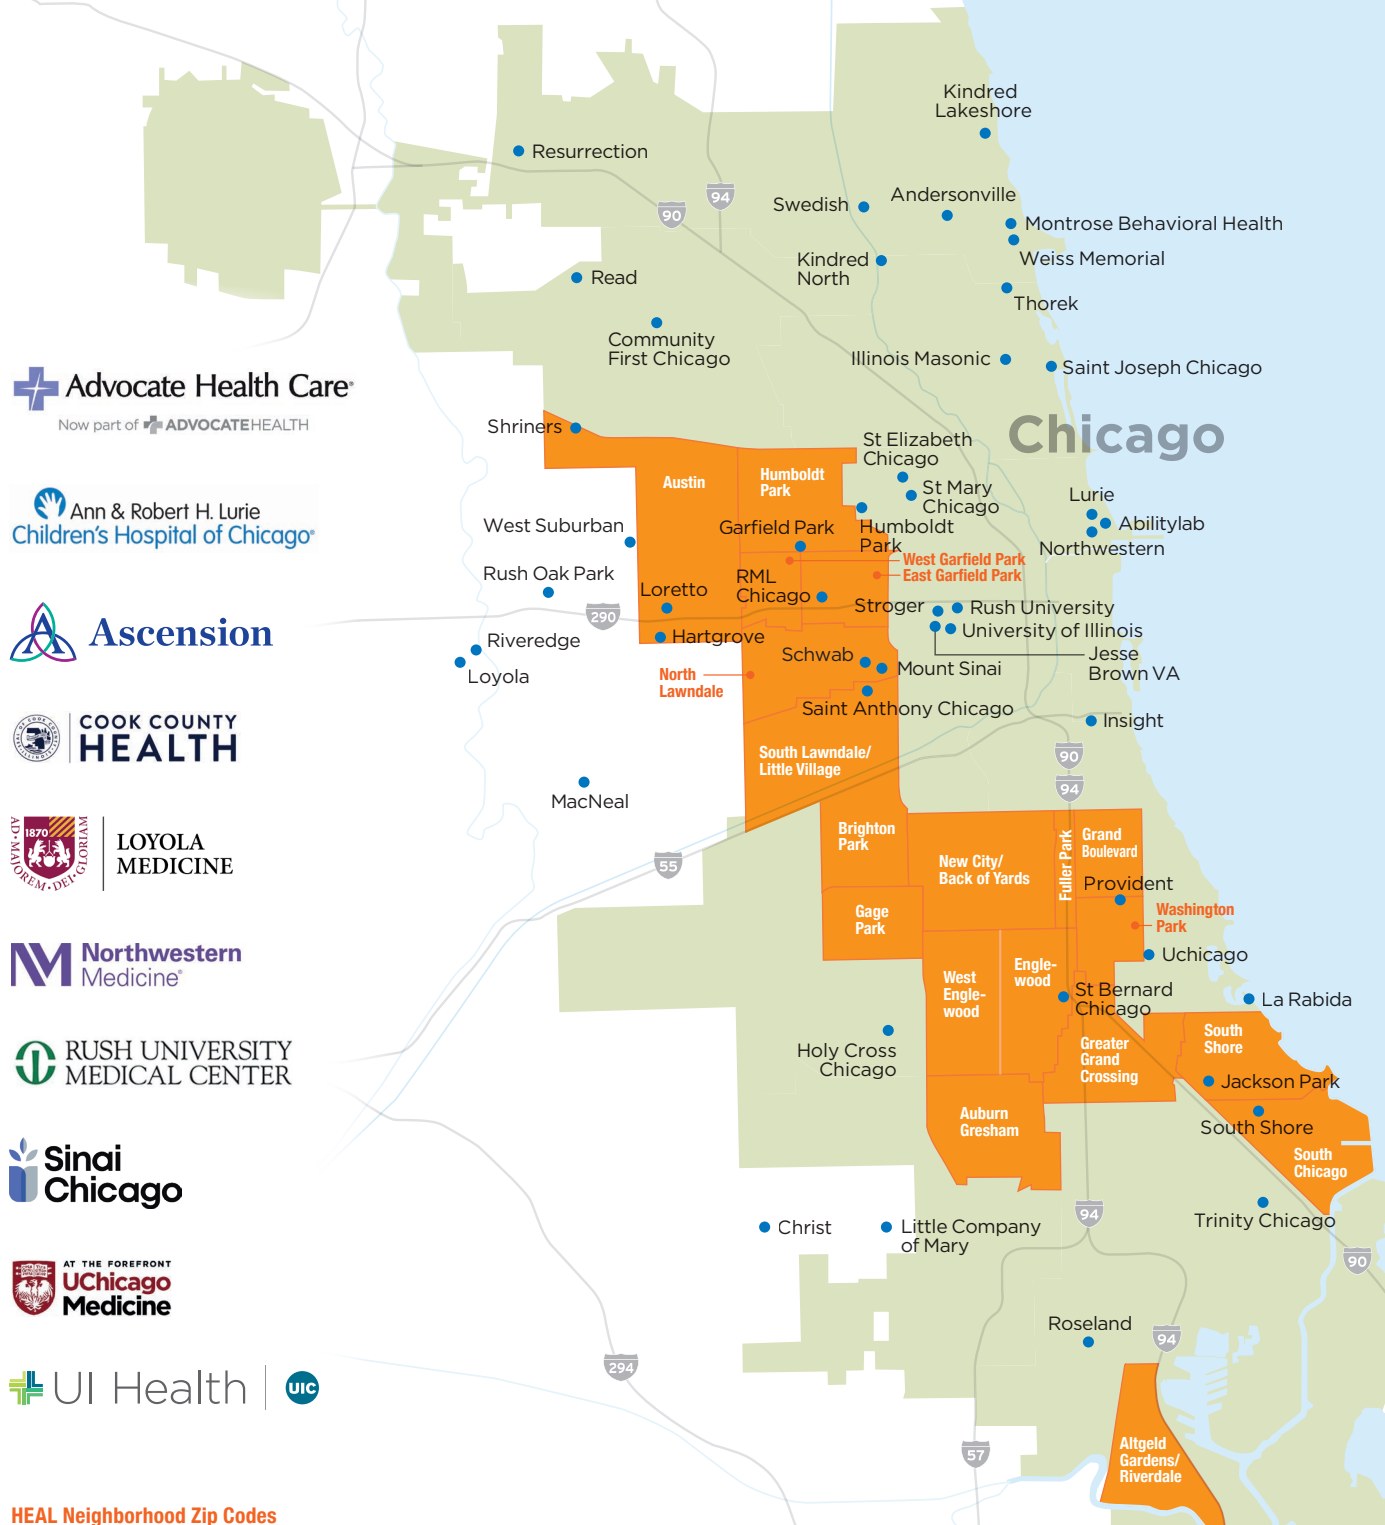 Kindred
Lakeshore
Resurrection
94
90
Swedish
Andersonville
Montrose Behavioral Health
Weiss Memorial
Kindred
North
Read
Thorek
Community
First Chicago
Illinois Masonic
Saint Joseph Chicago
Advocate Health Care
Now part of ADVOCATEHEALTH
Chicago
Shriners
St Elizabeth
Chicago
Austin
Humboldt
Park
St Mary
Chicago
Lurie
Abilitylab
Northwestern
Ann & Robert H. Lurie
Children's Hospital of Chicago
West Suburban
Garfield Park
Humboldt
Park
West Garfield Park
East Garfield Park
Rush Oak Park
RML
Chicago
Loretto
290
Stroger
Rush University
University of Illinois
Jesse
Brown VA
Ascension
Riveredge
Loyola
Hartgrove
Schwab
Mount Sinai
North
Lawndale
Saint Anthony Chicago
Insight
COOK COUNTY
HEALTH
South Lawndale/
Little Village
90
94
MacNeal
1870
AD·MAJOREM·DEI·GLORIAM
LOYOLA
MEDICINE
55
Brighton
Park
New City/
Back of Yards
Fuller Park
Grand
Boulevard
Provident
Washington
Park
Gage
Park
Uchicago
Northwestern
Medicine
West
Engle-
wood
Engle-
wood
St Bernard
Chicago
La Rabida
Holy Cross
Chicago
Greater
Grand
Crossing
South
Shore
Jackson Park
RUSH UNIVERSITY
MEDICAL CENTER
Auburn
Gresham
South Shore
South
Chicago
Sinai
Chicago
Christ
Little Company
of Mary
94
Trinity Chicago
90
AT THE FOREFRONT
UChicago
Medicine
Roseland
94
294
UI Health
UIC
57
Altgeld
Gardens/
Riverdale
HEAL Neighborhood Zip Codes